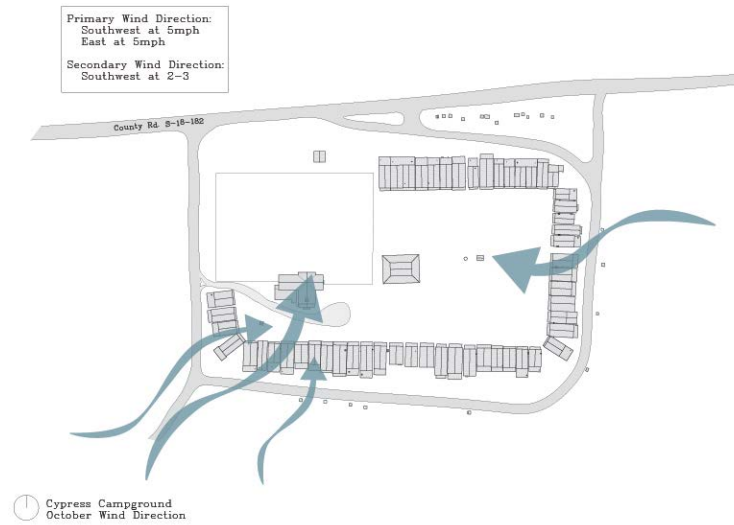 Primary Wind Direction:
Southwest at 5mph
East at 5mph
Secondary Wind Direction:
Southwest at 2-3
County Rd. S-18-182
Cypress Campground
October Wind Direction